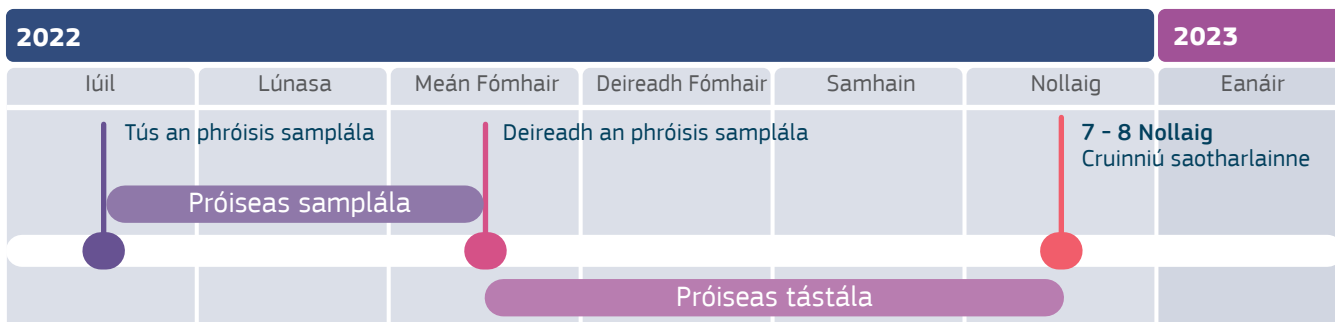 2022
2023
Iúil
Lúnasa
Meán Fómhair
Deireadh Fómhair
Samhain
Nollaig
Eanáir
Tús an phróisis samplála
Deireadh an phróisis samplála
7 - 8 Nollaig
Cruinniú saotharlainne
Próiseas samplála
Próiseas tástála